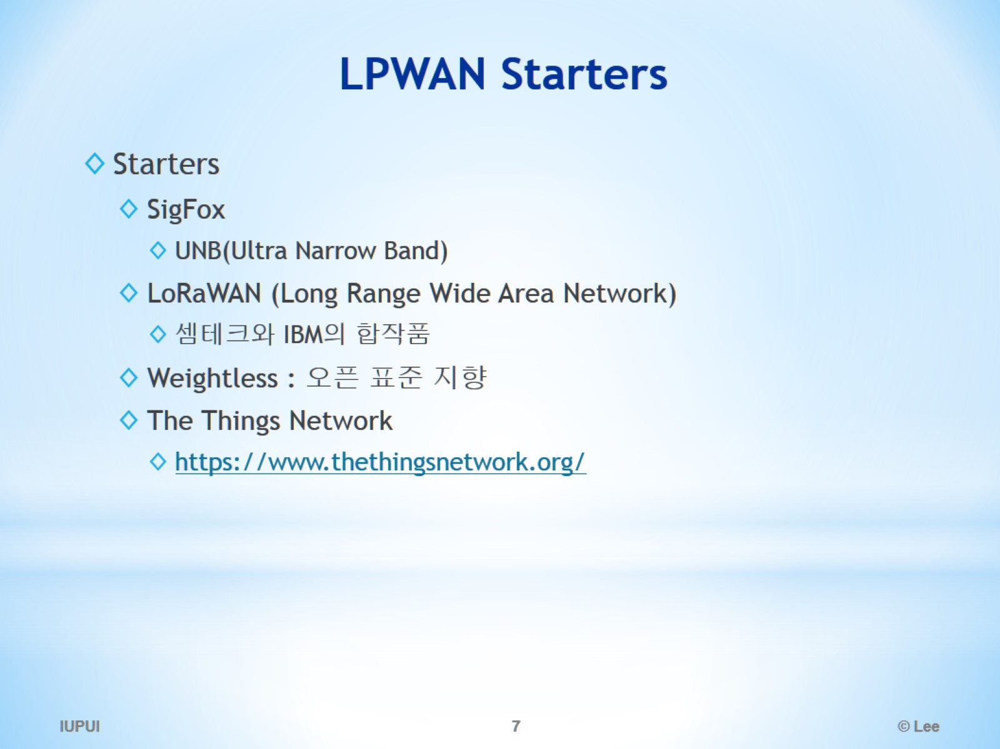 LPWAN Starters
◇ Starters
◇ SigFox
◇ UNB(Ultra Narrow Band)
◇ LoRaWAN (Long Range Wide Area Network)
◇ 셈테크와 IBM의 합작품
◇ Weightless : 오픈 표준 지향
◇ The Things Network
◇ https://www.thethingsnetwork.org/
IUPUI 7 © Lee